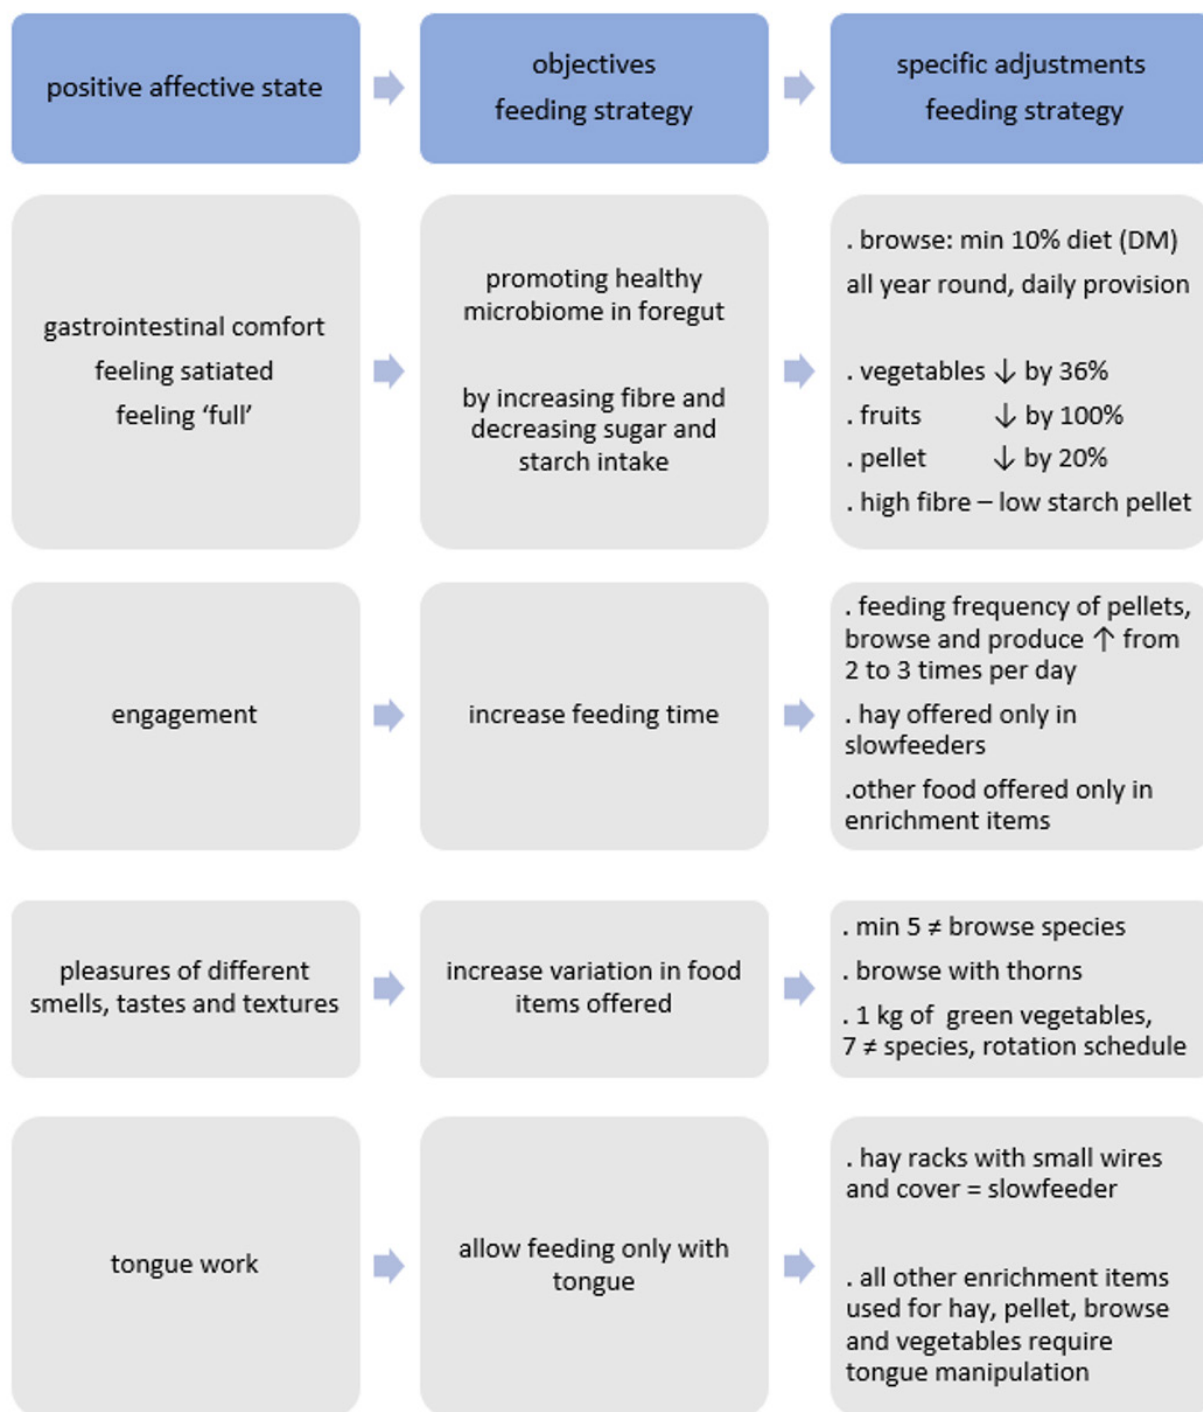 positive affective state
objectives
feeding strategy
specific adjustments
feeding strategy
gastrointestinal comfort
feeling satiated
feeling ‘full’
promoting healthy
microbiome in foregut
by increasing fibre and
decreasing sugar and
starch intake
. browse: min 10% diet (DM)
all year round, daily provision
. vegetables ↓ by 36%
. fruits ↓ by 100%
. pellet ↓ by 20%
. high fibre – low starch pellet
engagement
increase feeding time
. feeding frequency of pellets,
browse and produce ↑ from
2 to 3 times per day
. hay offered only in
slowfeeders
.other food offered only in
enrichment items
pleasures of different
smells, tastes and textures
increase variation in food
items offered
. min 5 ≠ browse species
. browse with thorns
. 1 kg of green vegetables,
7 ≠ species, rotation schedule
tongue work
allow feeding only with
tongue
. hay racks with small wires
and cover = slowfeeder
. all other enrichment items
used for hay, pellet, browse
and vegetables require
tongue manipulation